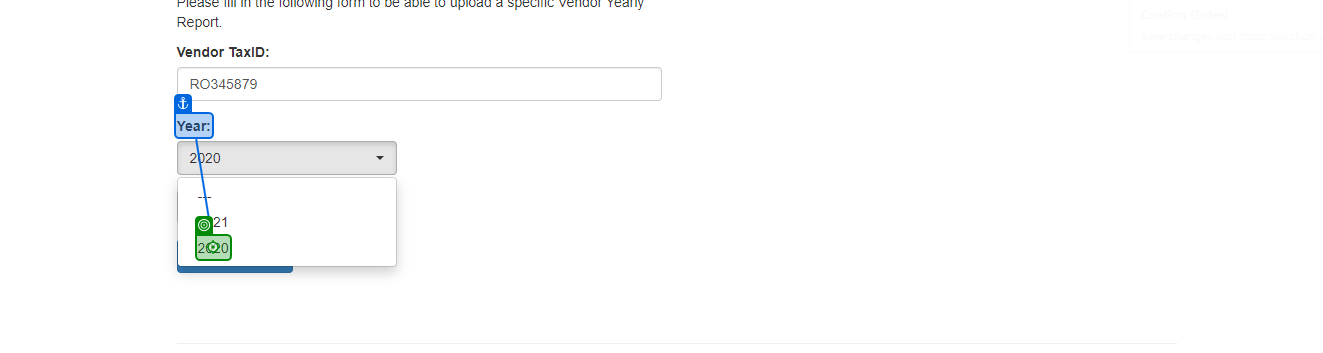 Please fill in the following form to be able to upload a specific Vendor Yearly
Report.
Vendor TaxID:
RO345879
Year:
2020
---
21
2020